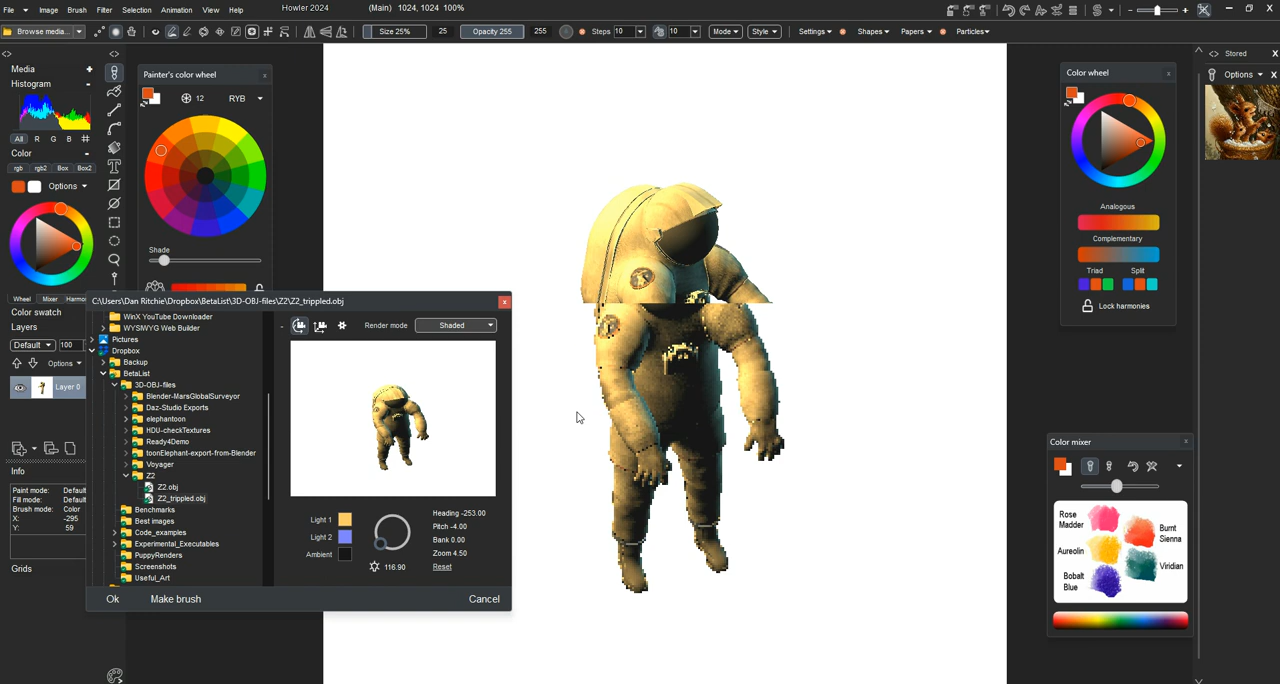 File Image Brush Filter Selection Animation View Help Howler 2024 (Main) 1024, 1024 100%
Browse media... Size 25% 25 Opacity 255 255 Steps 10 10 Mode Style Settings Shapes Papers Particles
Media
Histogram
All R G B
Color
rgb rgb2 Box Box2
Options
Wheel Mixer Harmon
Color swatch
Layers
Default 100
Options
Layer 0
Info
Paint mode: Default
Fill mode: Default
Brush mode: Color
X: -295
Y: 59
Grids
Painter's color wheel x
12 RYB
Shade
C:\Users\Dan Ritchie\Dropbox\BetaList\3D-OBJ-files\Z2\Z2_trippled.obj x
WinX YouTube Downloader
WYSIWYG Web Builder
Pictures
Dropbox
Backup
BetaList
3D-OBJ-files
Blender-MarsGlobalSurveyor
Daz-Studio Exports
elephantoon
HDU-checkTextures
Ready4Demo
toonElephant-export-from-Blender
Voyager
Z2
Z2.obj
Z2_trippled.obj
Benchmarks
Best images
Code_examples
Experimental_Executables
PuppyRenders
Screenshots
Useful_Art
Render mode Shaded
Light 1
Light 2
Ambient
116.90
Heading -253.00
Pitch -4.00
Bank 0.00
Zoom 4.50
Reset
Ok Make brush Cancel
Color wheel x
Analogous
Complementary
Triad Split
Lock harmonies
Color mixer x
Rose
Madder
Burnt
Sienna
Aureolin
Viridian
Bobalt
Blue
Stored X
Options X